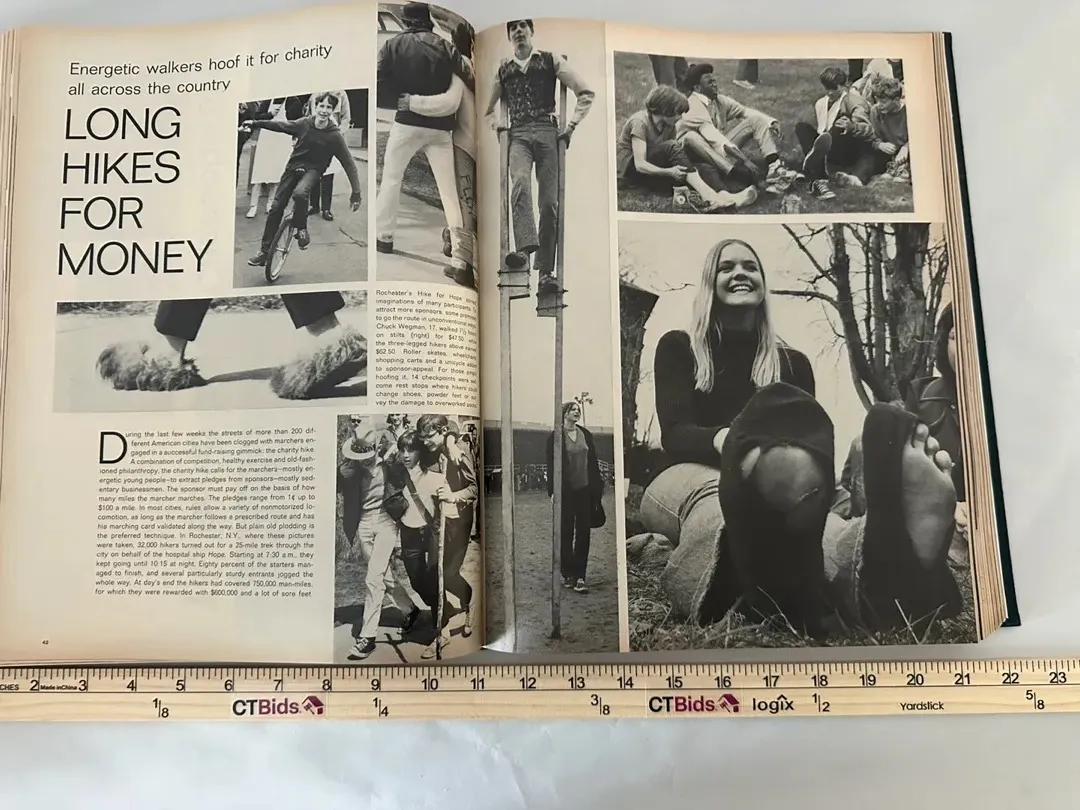 Energetic walkers hoof it for charity
all across the country
LONG
HIKES
FOR
MONEY
Rochester's Hike for Hope
imaginations of many participants.
attract more sponsors, some
to go the route in unconventional
Chuck Wegman, 17, walked
on stilts (right) for $47.50,
the three-legged hikers above
$62.50. Roller skates,
shopping carts and a unicycle
to sponsor-appeal. For those
hoofing it, 14 checkpoints were
come rest stops where hikers
change shoes, powder feet or
vey the damage to overworked
During the last few weeks the streets of more than 200 dif-
ferent American cities have been clogged with marchers en-
gaged in a successful fund-raising gimmick: the charity hike.
A combination of competition, healthy exercise and old-fash-
ioned philanthropy, the charity hike calls for the marchers—mostly en-
ergetic young people—to extract pledges from sponsors—mostly sed-
entary businessmen. The sponsor must pay off on the basis of how
many miles the marcher marches. The pledges range from 1¢ up to
$100 a mile. In most cities, rules allow a variety of nonmotorized lo-
comotion, as long as the marcher follows a prescribed route and has
his marching card validated along the way. But plain old plodding is
the preferred technique. In Rochester, N.Y., where these pictures
were taken, 32,000 hikers turned out for a 25-mile trek through the
city on behalf of the hospital ship Hope. Starting at 7:30 a.m., they
kept going until 10:15 at night. Eighty percent of the starters man-
aged to finish, and several particularly sturdy entrants jogged the
whole way. At day's end the hikers had covered 750,000 man-miles,
for which they were rewarded with $600,000 and a lot of sore feet.
42
2 Made in China 3 4 5 6 7 8 9 10 11 12 13 14 15 16 17 18 19 20 21 22 23
1/8 CTBids 1/4 3/8 CTBids logix 1/2 Yardstick 5/8